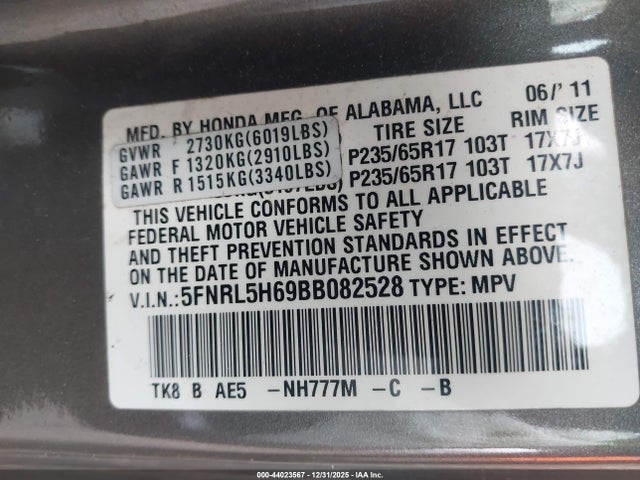 MFD. BY HONDA MFG. OF ALABAMA, LLC 06/'11
TIRE SIZE RIM SIZE
GVWR 2730KG(6019LBS)
GAWR F 1320KG(2910LBS) P235/65R17 103T 17X7J
GAWR R 1515KG(3340LBS) P235/65R17 103T 17X7J
THIS VEHICLE CONFORMS TO ALL APPLICABLE
FEDERAL MOTOR VEHICLE SAFETY
AND THEFT PREVENTION STANDARDS IN EFFECT
ON THE DATE OF MANUFACTURE SHOWN ABOVE.
V.I.N.:5FNRL5H69BB082528 TYPE: MPV
TK8 B AE5 -NH777M -C -B
000-44023567 - 12/31/2025 - IAA Inc.